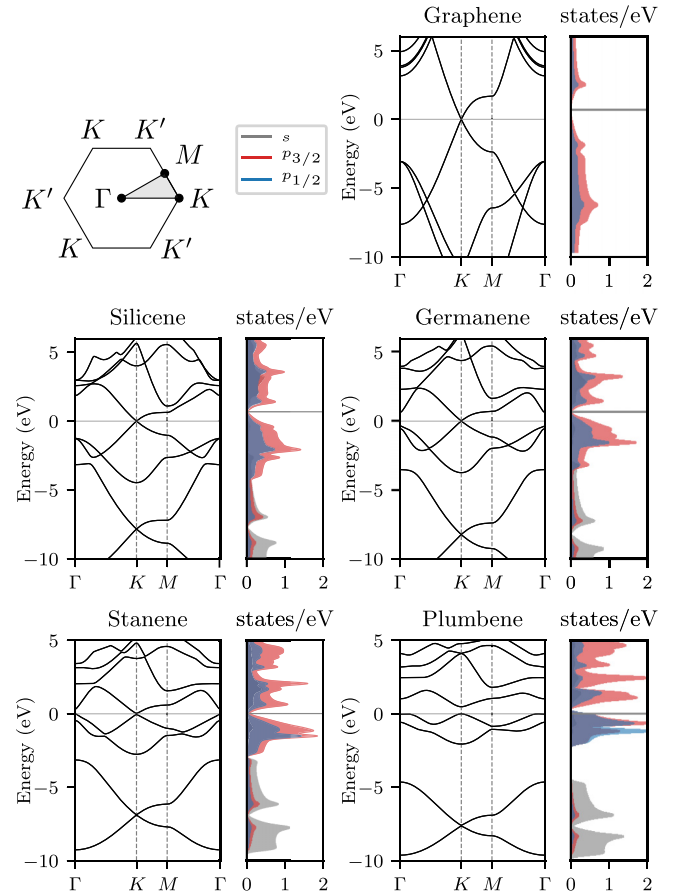 Graphene
states/eV
K
K′
M
K′
Γ
K
K
K′
s
p3/2
p1/2
Energy (eV)
5
0
−5
−10
Γ
K
M
Γ
0
1
2
Silicene
states/eV
Energy (eV)
5
0
−5
−10
Γ
K
M
Γ
0
1
2
Germanene
states/eV
Energy (eV)
5
0
−5
−10
Γ
K
M
Γ
0
1
2
Stanene
states/eV
Energy (eV)
5
0
−5
−10
Γ
K
M
Γ
0
1
2
Plumbene
states/eV
Energy (eV)
5
0
−5
−10
Γ
K
M
Γ
0
1
2